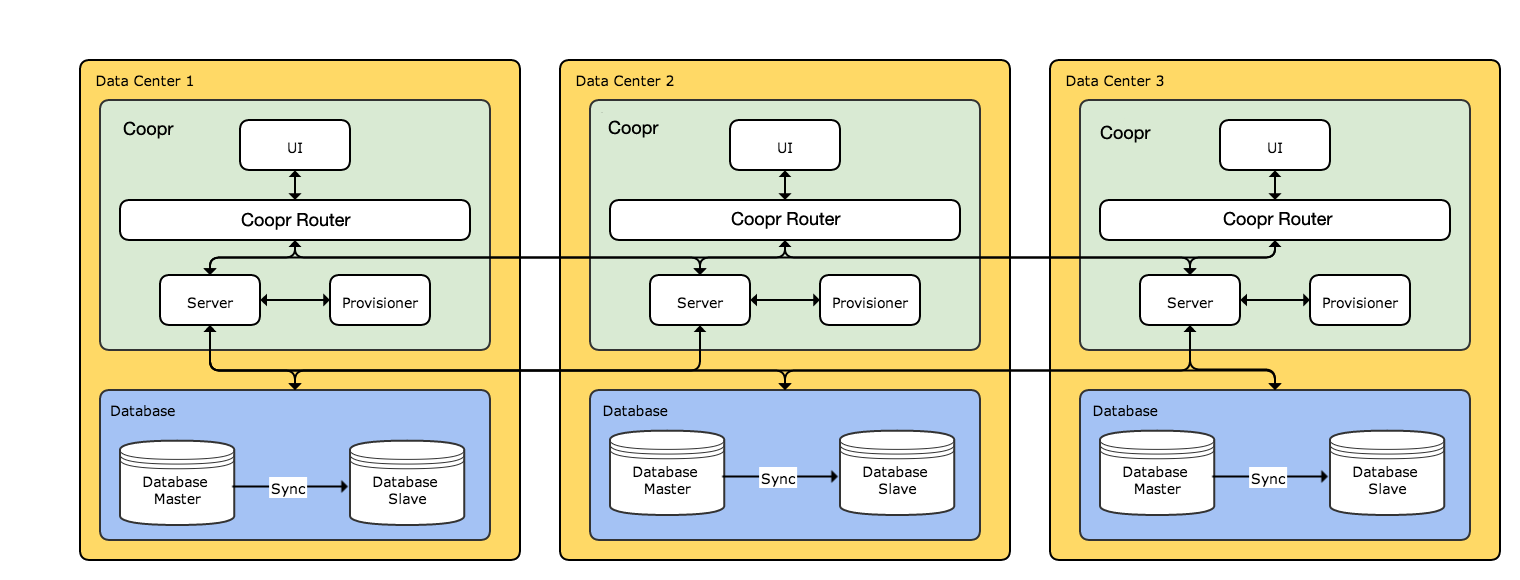 Data Center 1
Coopr
UI
Coopr Router
Server
Provisioner
Database
Database
Master
Sync
Database
Slave
Data Center 2
Coopr
UI
Coopr Router
Server
Provisioner
Database
Database
Master
Sync
Database
Slave
Data Center 3
Coopr
UI
Coopr Router
Server
Provisioner
Database
Database
Master
Sync
Database
Slave